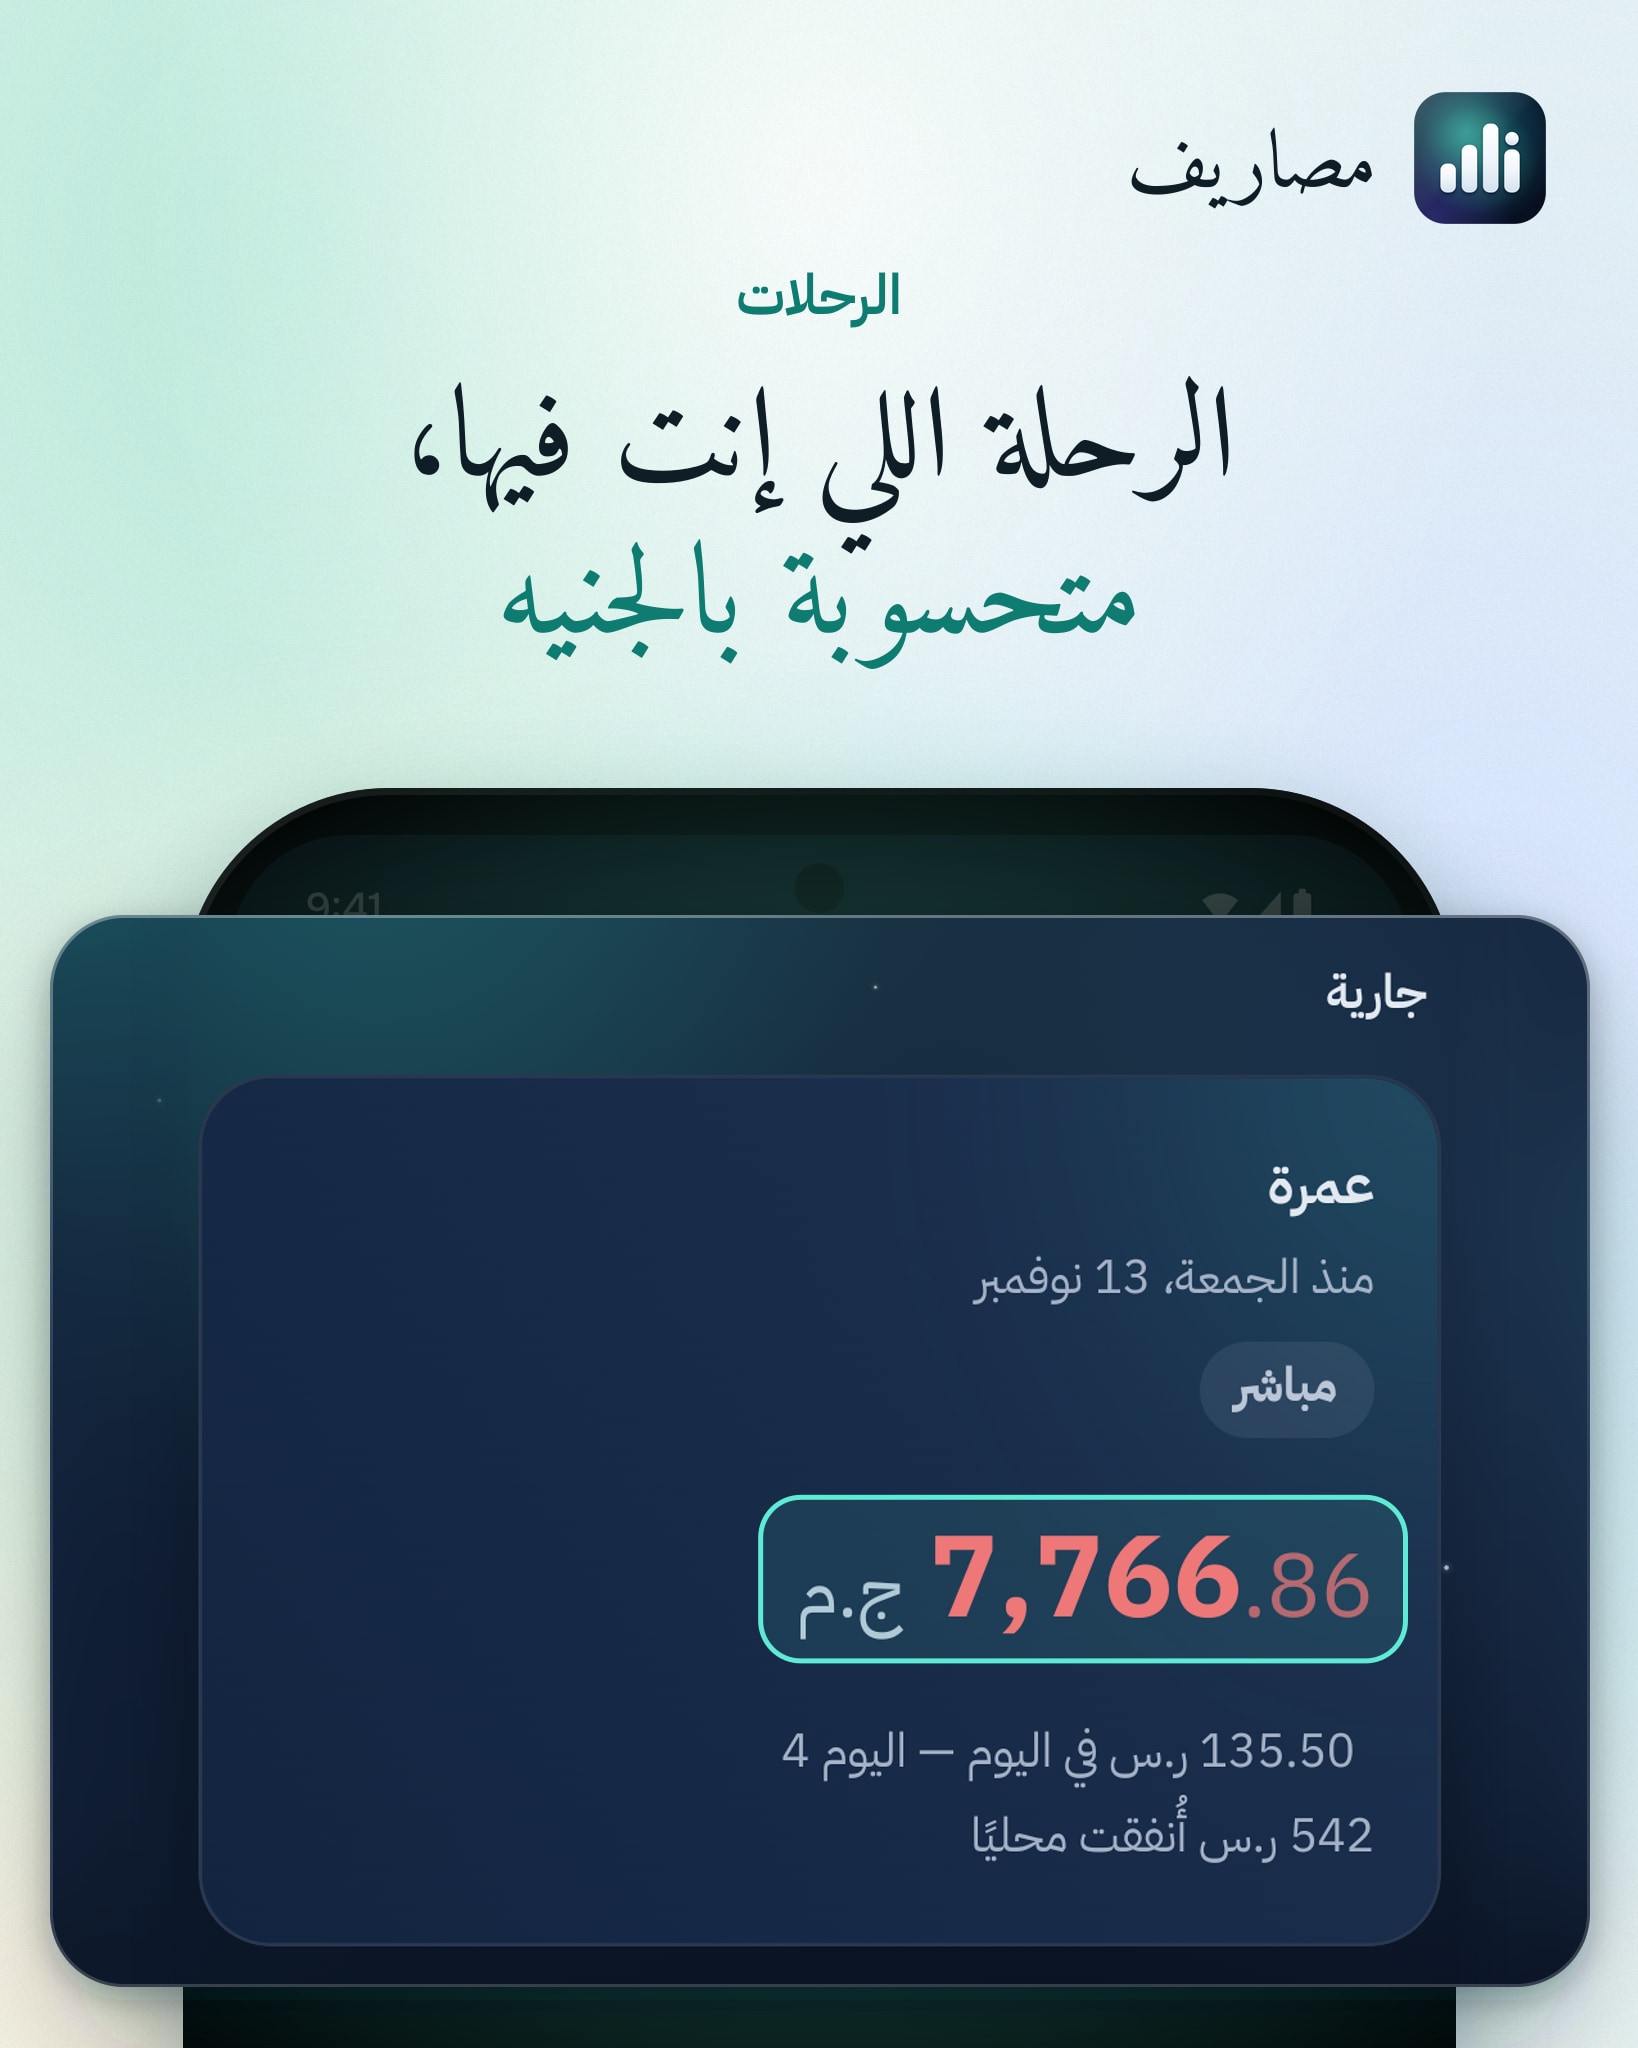 مصاريف
الرحلات
الرحلة اللي إنت فيها،
متحسوبة بالجنيه
9:41
جارية
عمرة
منذ الجمعة، 13 نوفمبر
مباشر
7,766.86 ج.م
135.50 ر.س في اليوم — اليوم 4
542 ر.س أُنفقت محليًا